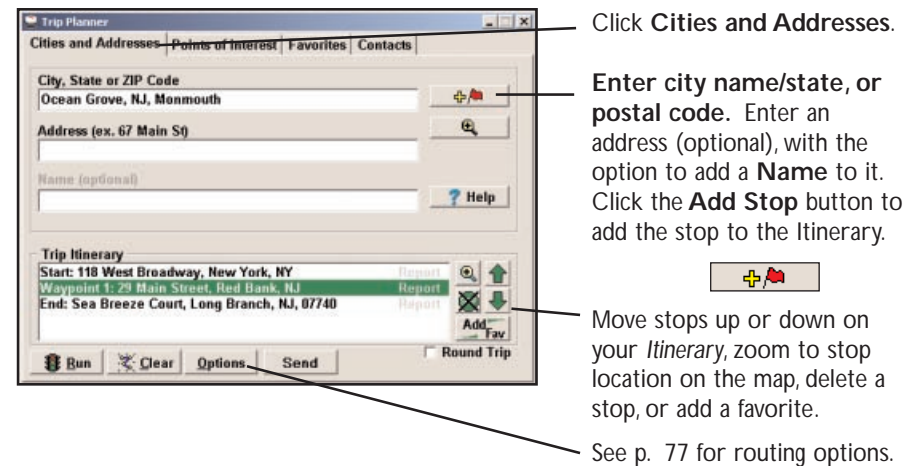 Trip Planner
Cities and Addresses Points of Interest Favorites Contacts
City, State or ZIP Code
Ocean Grove, NJ, Monmouth
Address (ex. 67 Main St)
Name (optional)
? Help
Trip Itinerary
Start: 118 West Broadway, New York, NY Report
Waypoint 1: 29 Main Street, Red Bank, NJ Report
End: Sea Breeze Court, Long Branch, NJ, 07740 Report
Add Fav
Run Clear Options Send Round Trip
Click Cities and Addresses.
Enter city name/state, or
postal code. Enter an
address (optional), with the
option to add a Name to it.
Click the Add Stop button to
add the stop to the Itinerary.
Move stops up or down on
your Itinerary, zoom to stop
location on the map, delete a
stop, or add a favorite.
See p. 77 for routing options.